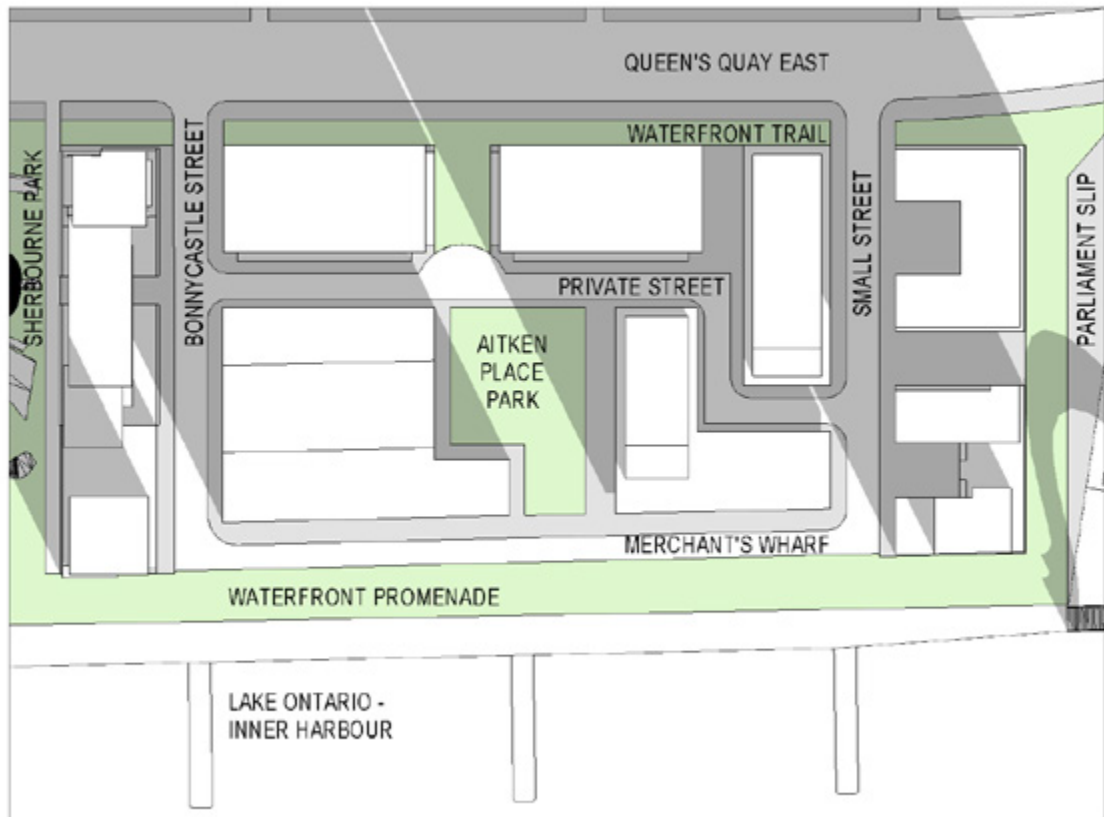 QUEEN'S QUAY EAST
WATERFRONT TRAIL
SHERBOURNE PARK
BONNYCASTLE STREET
SMALL STREET
PARLIAMENT SLIP
PRIVATE STREET
AITKEN
PLACE
PARK
MERCHANT'S WHARF
WATERFRONT PROMENADE
LAKE ONTARIO -
INNER HARBOUR